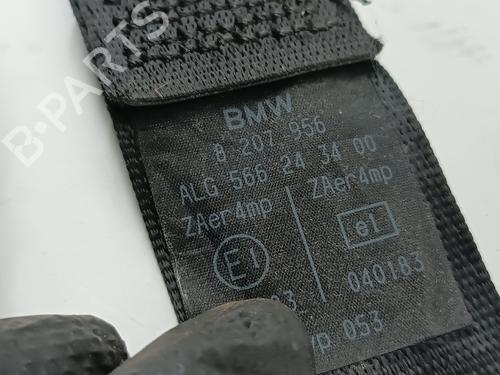 B-PARTS
BMW
8 207 956
ALG 566 24 34 00
ZAer4mp ZAer4mp
E1 e1
040183
053